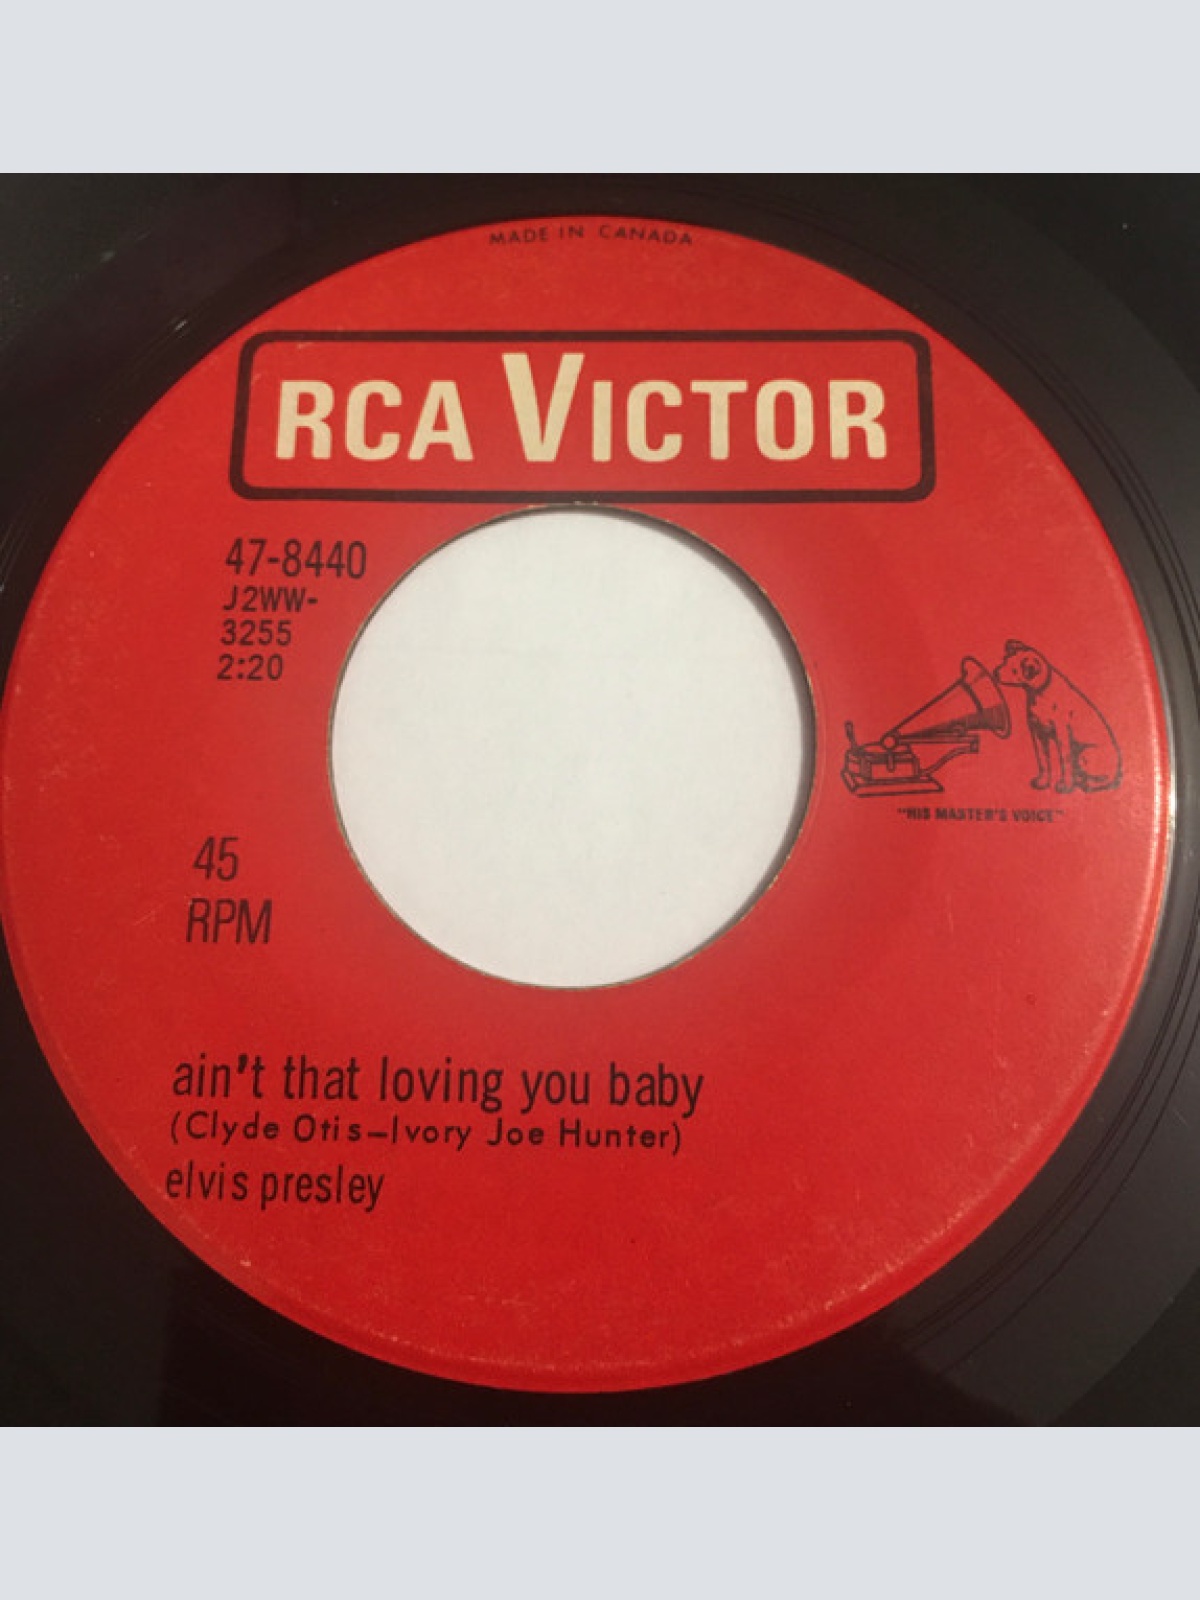 MADE IN CANADA
RCA VICTOR
47-8440
J2WW-
3255
2:20
"HIS MASTER'S VOICE"
45
RPM
ain't that loving you baby
(Clyde Otis–Ivory Joe Hunter)
elvis presley